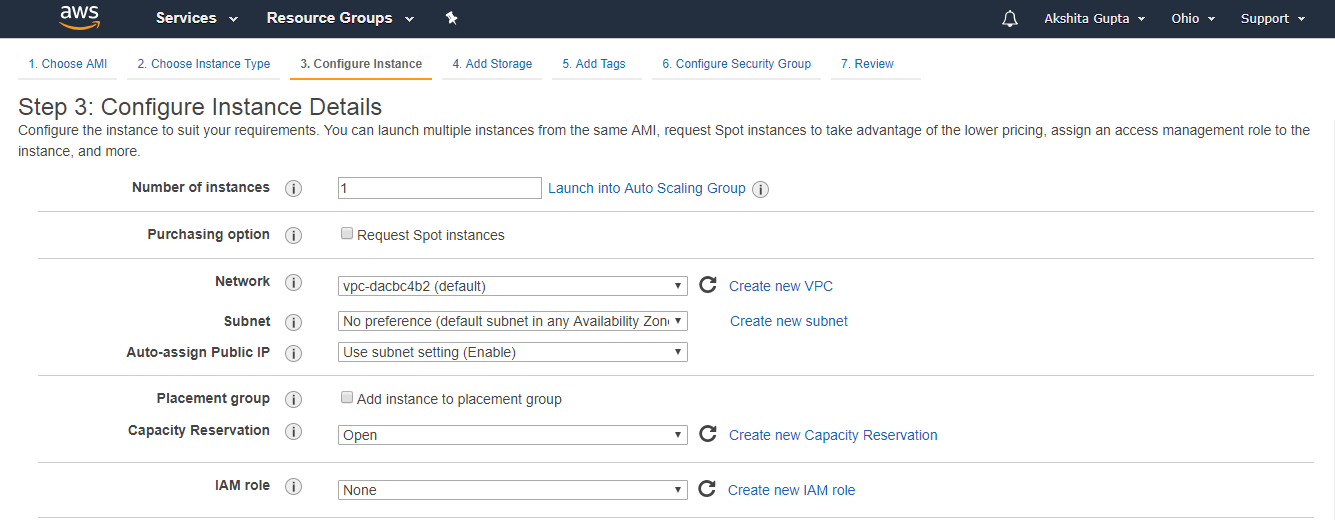 aws Services Resource Groups Akshita Gupta Ohio Support
1. Choose AMI 2. Choose Instance Type 3. Configure Instance 4. Add Storage 5. Add Tags 6. Configure Security Group 7. Review
Step 3: Configure Instance Details
Configure the instance to suit your requirements. You can launch multiple instances from the same AMI, request Spot instances to take advantage of the lower pricing, assign an access management role to the
instance, and more.
Number of instances i 1 Launch into Auto Scaling Group i
Purchasing option i Request Spot instances
Network i vpc-dacbc4b2 (default) Create new VPC
Subnet i No preference (default subnet in any Availability Zon Create new subnet
Auto-assign Public IP i Use subnet setting (Enable)
Placement group i Add instance to placement group
Capacity Reservation i Open Create new Capacity Reservation
IAM role i None Create new IAM role